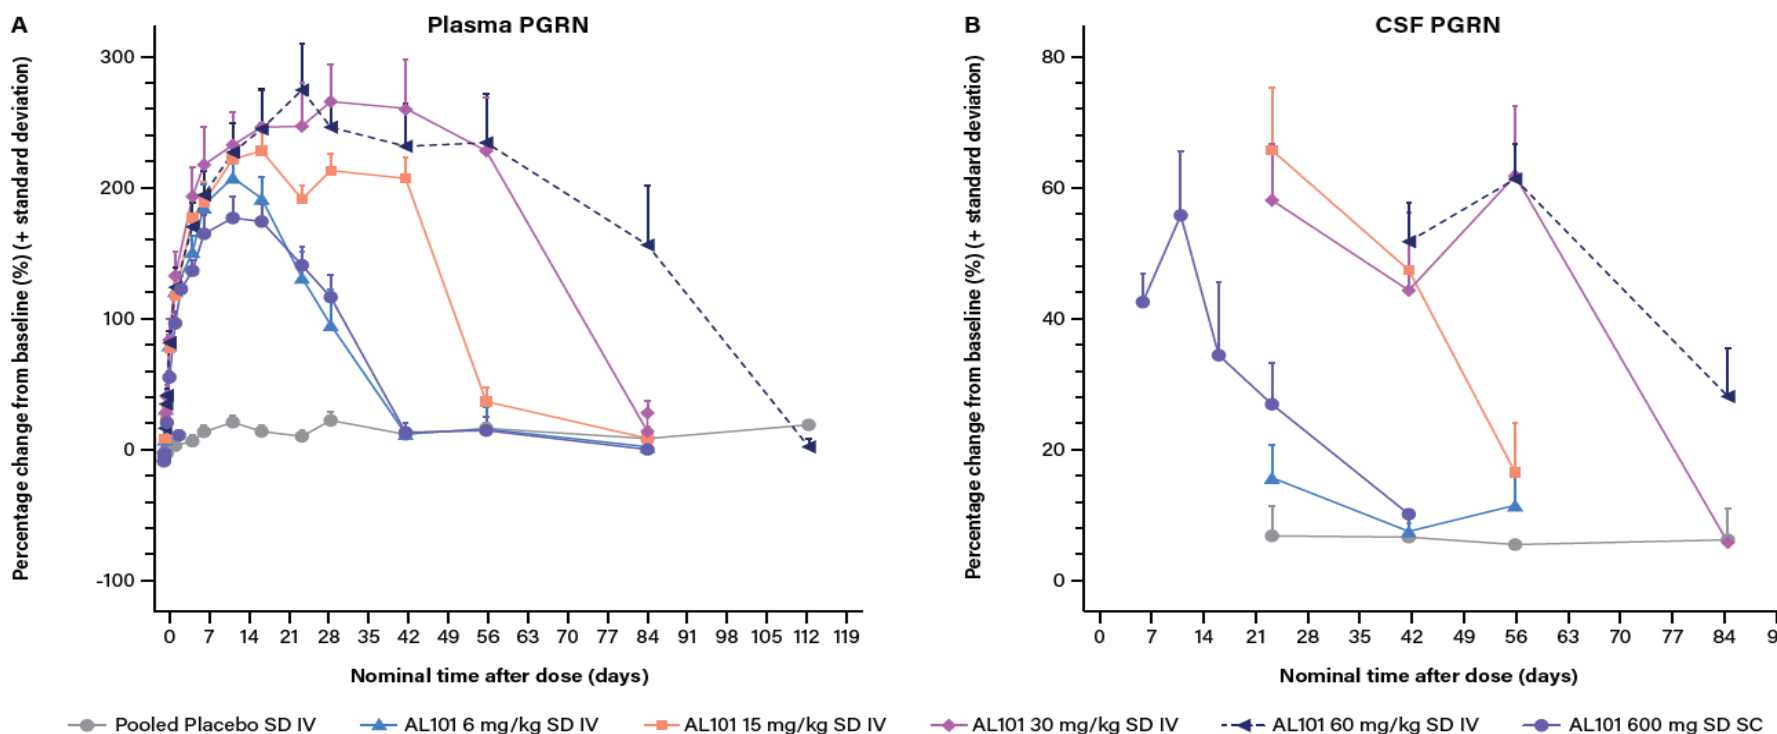 A
Plasma PGRN
Percentage change from baseline (%) (+ standard deviation)
300
200
100
0
-100
0 7 14 21 28 35 42 49 56 63 70 77 84 91 98 105 112 119
Nominal time after dose (days)
B
CSF PGRN
Percentage change from baseline (%) (+ standard deviation)
80
60
40
20
0
0 7 14 21 28 35 42 49 56 63 70 77 84 9
Nominal time after dose (days)
Pooled Placebo SD IV AL101 6 mg/kg SD IV AL101 15 mg/kg SD IV AL101 30 mg/kg SD IV AL101 60 mg/kg SD IV AL101 600 mg SD SC